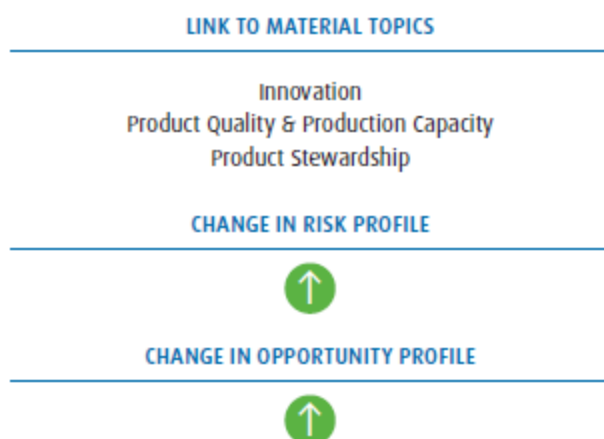 LINK TO MATERIAL TOPICS
Innovation
Product Quality & Production Capacity
Product Stewardship
CHANGE IN RISK PROFILE
CHANGE IN OPPORTUNITY PROFILE